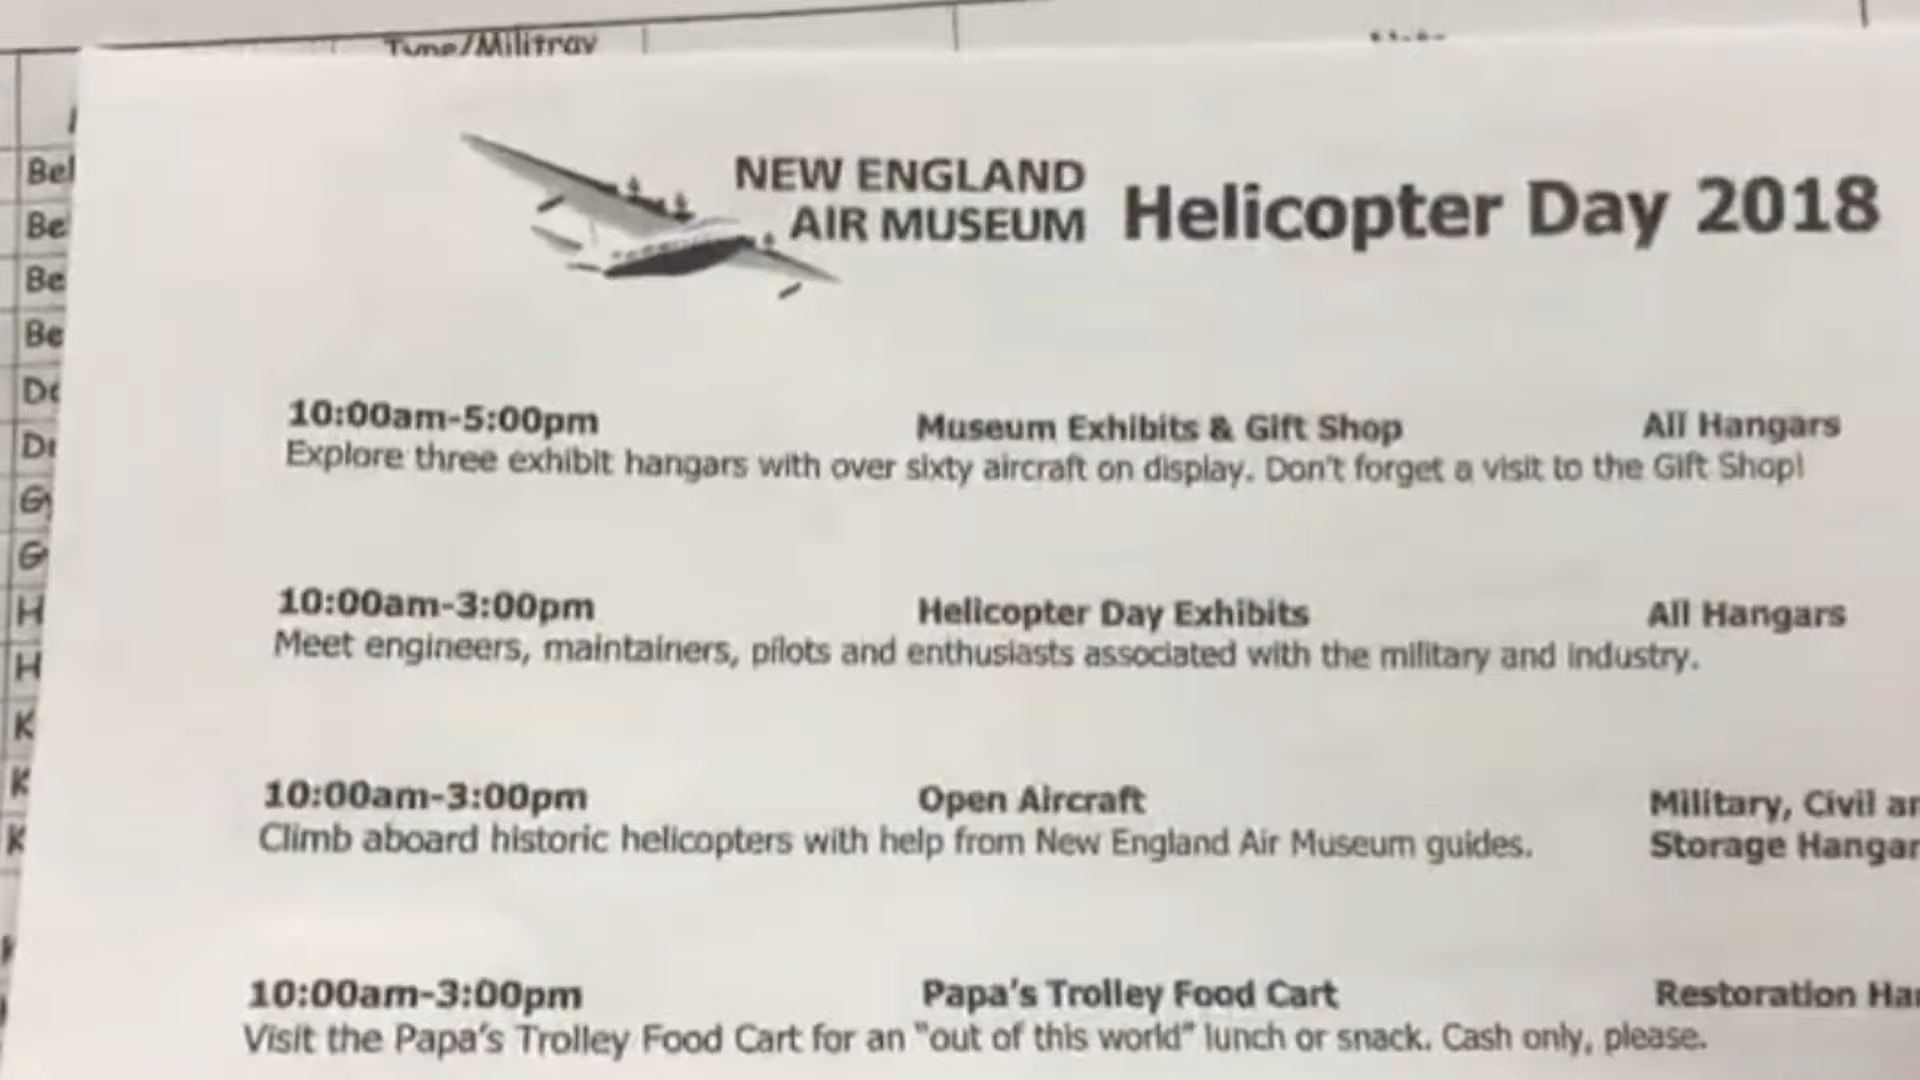 Type/Militray
NEW ENGLAND
AIR MUSEUM
Helicopter Day 2018
10:00am-5:00pm Museum Exhibits & Gift Shop All Hangars
Explore three exhibit hangars with over sixty aircraft on display. Don't forget a visit to the Gift Shop!
10:00am-3:00pm Helicopter Day Exhibits All Hangars
Meet engineers, maintainers, pilots and enthusiasts associated with the military and industry.
10:00am-3:00pm Open Aircraft Military, Civil
Climb aboard historic helicopters with help from New England Air Museum guides. Storage Hangar
10:00am-3:00pm Papa's Trolley Food Cart Restoration
Visit the Papa's Trolley Food Cart for an "out of this world" lunch or snack. Cash only, please.